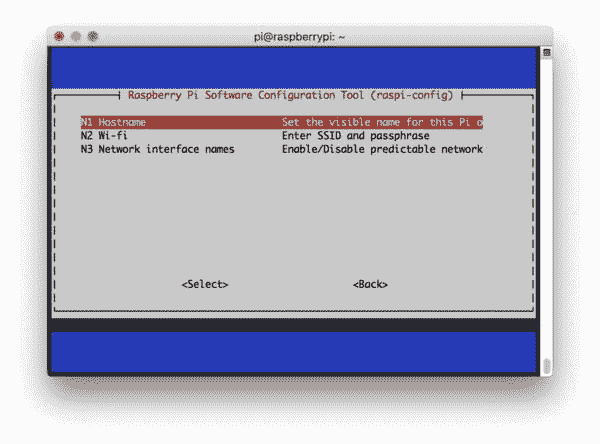 pi@raspberrypi: ~
Raspberry Pi Software Configuration Tool (raspi-config)
N1 Hostname Set the visible name for this Pi o
N2 Wi-fi Enter SSID and passphrase
N3 Network interface names Enable/Disable predictable network
<Select> <Back>